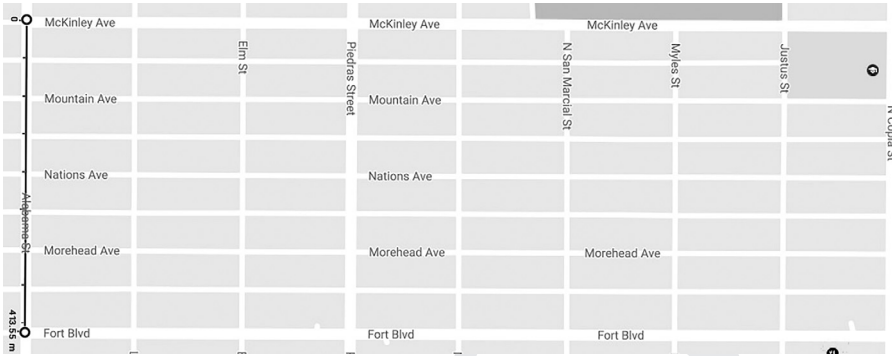 0
McKinley Ave
McKinley Ave
McKinley Ave
Elm St
Piedras Street
N San Marcial St
Myles St
Justus St
Mountain Ave
Mountain Ave
N Copia St
Nations Ave
Nations Ave
Alabama St
Morehead Ave
Morehead Ave
Morehead Ave
413.55 m
Fort Blvd
Fort Blvd
Fort Blvd